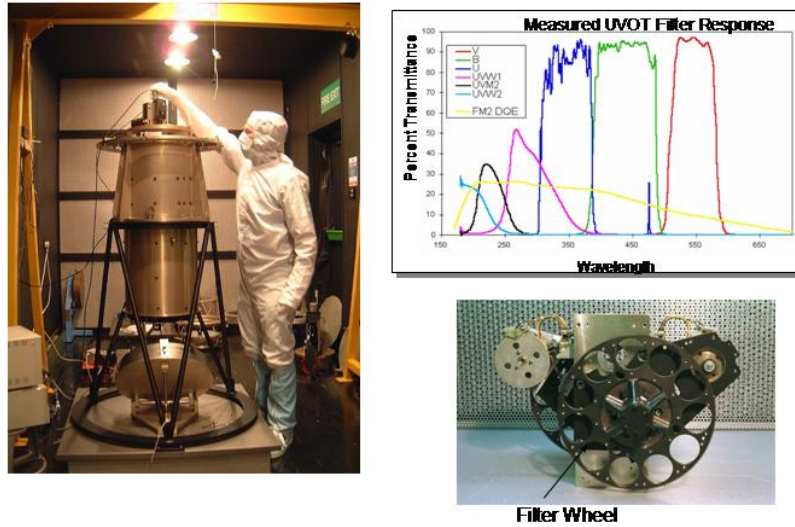 FIRE EXIT
Measured UVOT Filter Response
Percent Transmittance
100
90
80
70
60
50
40
30
20
10
0
V
B
U
UVW1
UVM2
UVW2
FM2 DQE
150
250
350
450
550
650
Wavelength
Filter Wheel